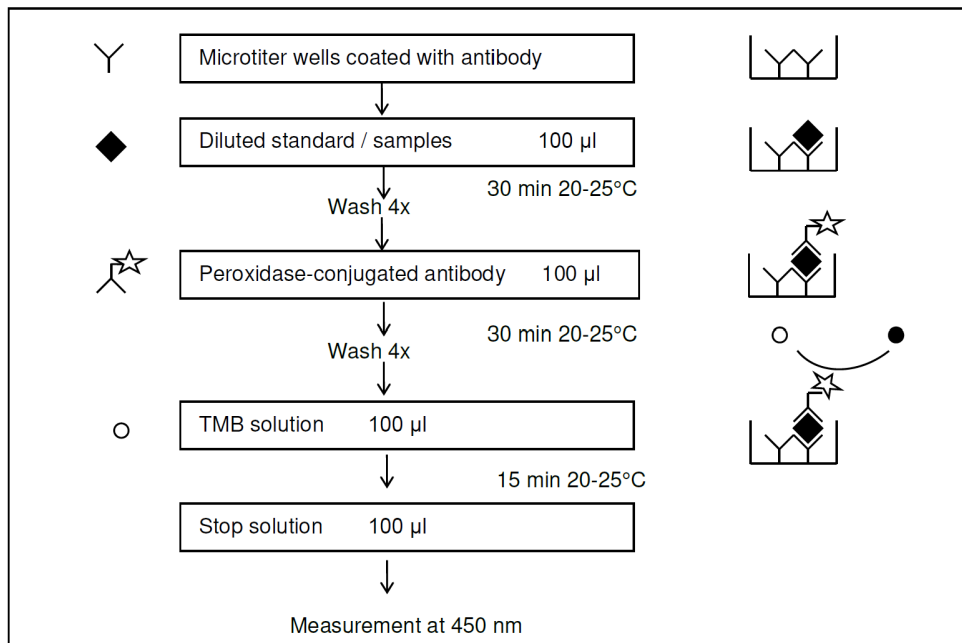 Microtiter wells coated with antibody
Diluted standard / samples 100 µl
30 min 20-25°C
Wash 4x
Peroxidase-conjugated antibody 100 µl
30 min 20-25°C
Wash 4x
TMB solution 100 µl
15 min 20-25°C
Stop solution 100 µl
Measurement at 450 nm